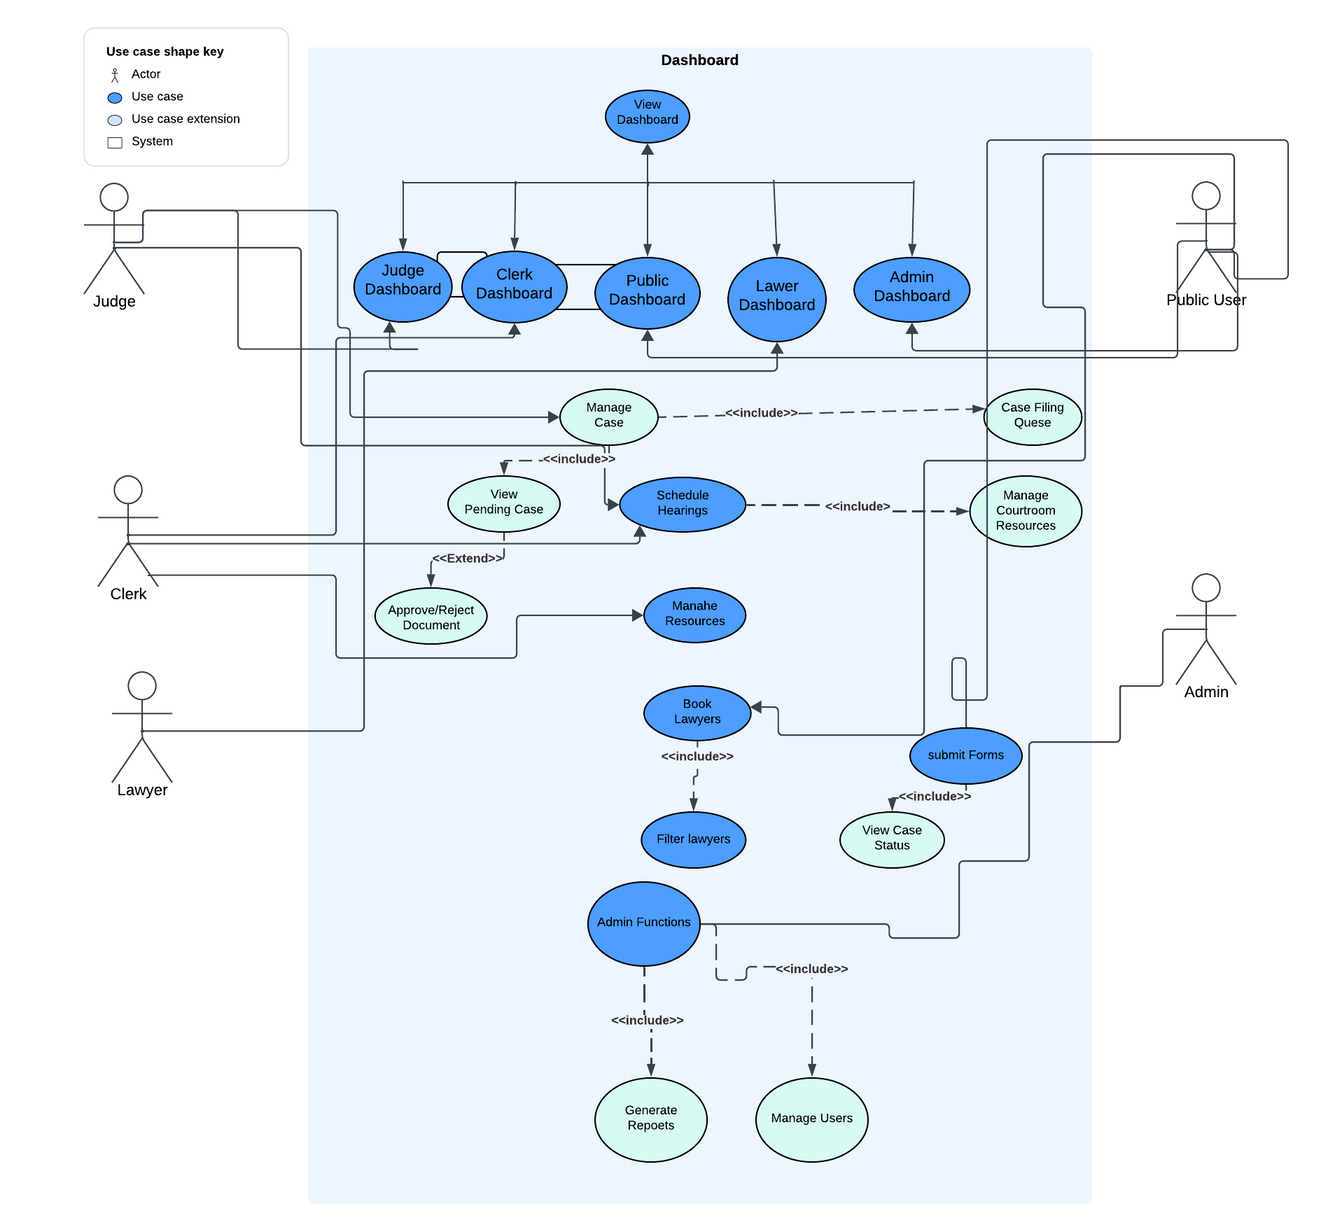 Use case shape key
Actor
Use case
Use case extension
System
Dashboard
View
Dashboard
Judge
Public User
Judge
Dashboard
Clerk
Dashboard
Public
Dashboard
Lawer
Dashboard
Admin
Dashboard
Manage
Case
<<include>>
Case Filing
Quese
<<include>>
View
Pending Case
Schedule
Hearings
<<include>
Manage
Courtroom
Resources
Clerk
<<Extend>>
Approve/Reject
Document
Manahe
Resources
Admin
Book
Lawyers
<<include>>
submit Forms
<<include>>
Lawyer
Filter lawyers
View Case
Status
Admin Functions
<<include>>
<<include>>
Generate
Repoets
Manage Users